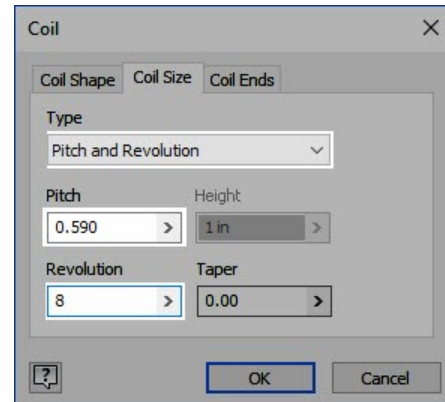 Coil
Coil Shape Coil Size Coil Ends
Type
Pitch and Revolution
Pitch Height
0.590 1 in
Revolution Taper
8 0.00
? OK Cancel